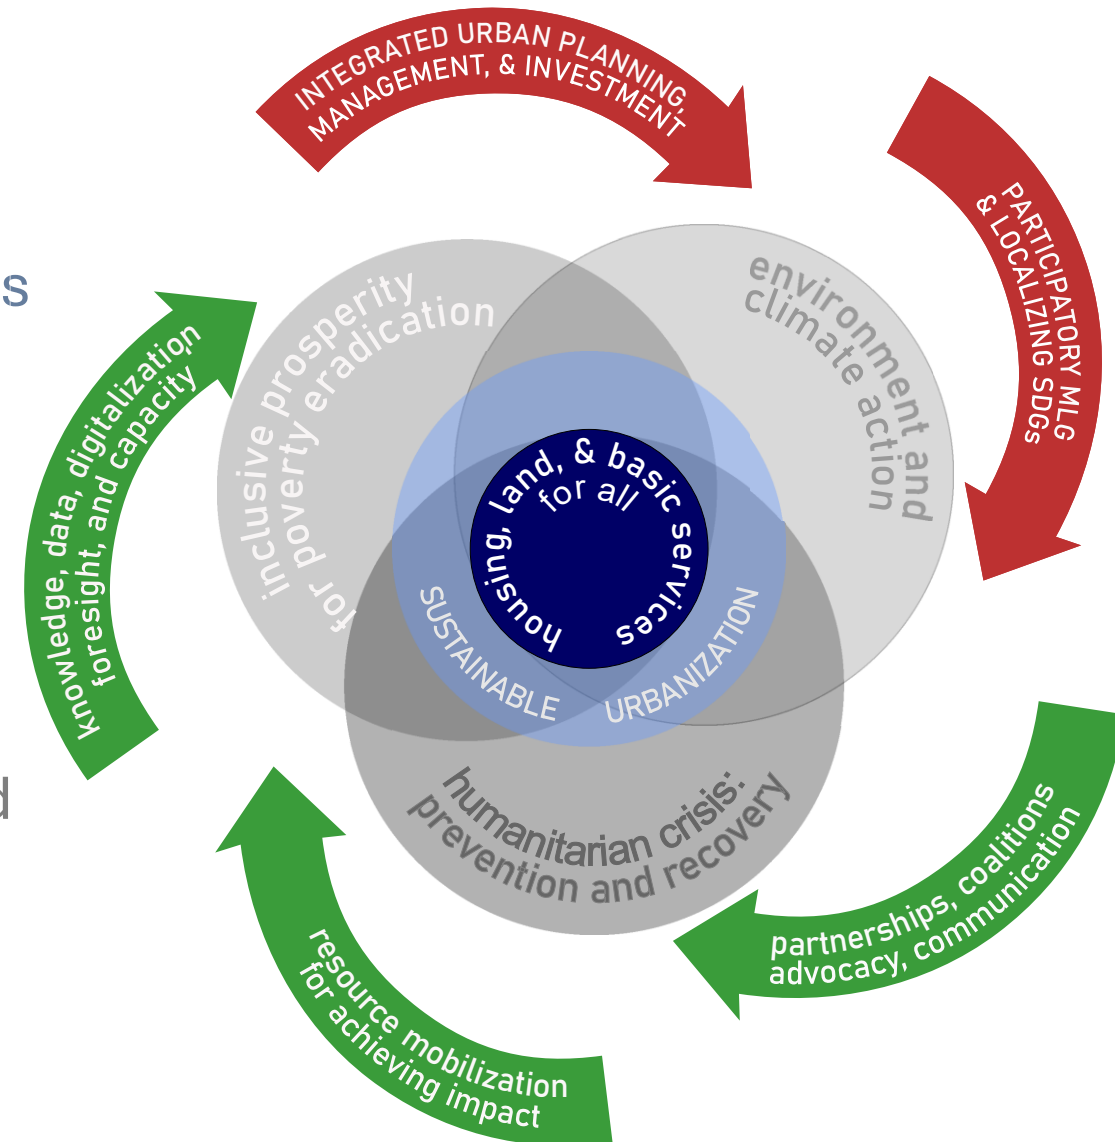 INTEGRATED URBAN PLANNING,
MANAGEMENT, & INVESTMENT
PARTICIPATORY MLG
& LOCALIZING SDGs
s
inclusive prosperity
for poverty eradication
environment and
climate action
knowledge, data, digitalization
foresight, and capacity
housing, land, & basic services
for all
SUSTAINABLE URBANIZATION
d
humanitarian crisis:
prevention and recovery
partnerships, coalitions
advocacy, communication
resource mobilization
for achieving impact